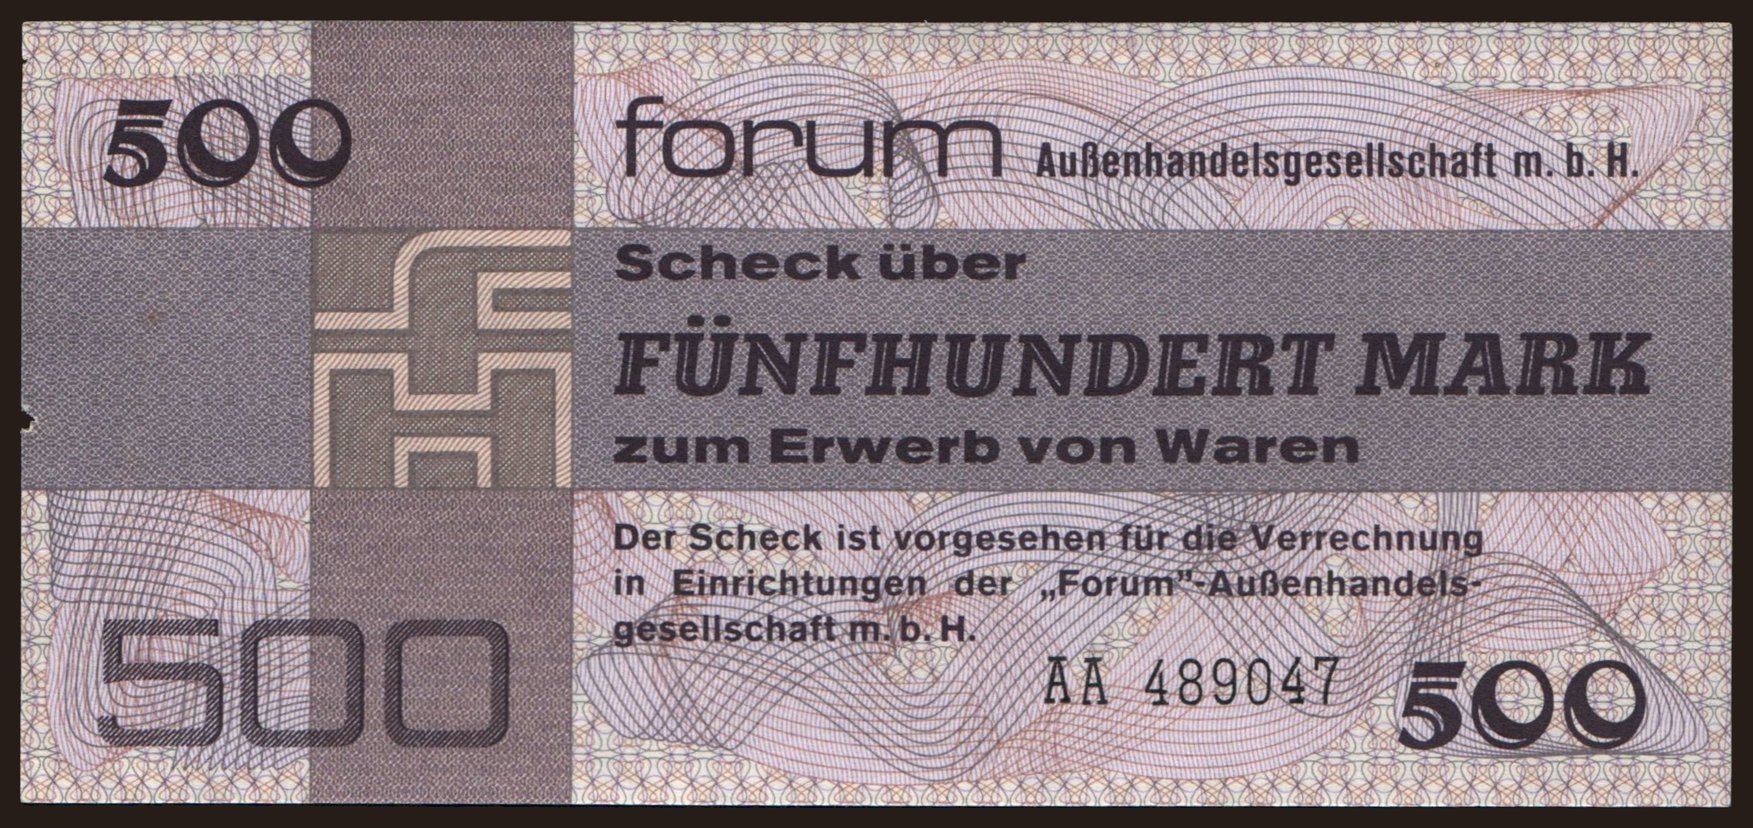 500
forum Außenhandelsgesellschaft m. b. H.
Scheck über
FÜNFHUNDERT MARK
zum Erwerb von Waren
Der Scheck ist vorgesehen für die Verrechnung
in Einrichtungen der „Forum”-Außenhandels-
gesellschaft m. b. H.
500
AA 489047
500